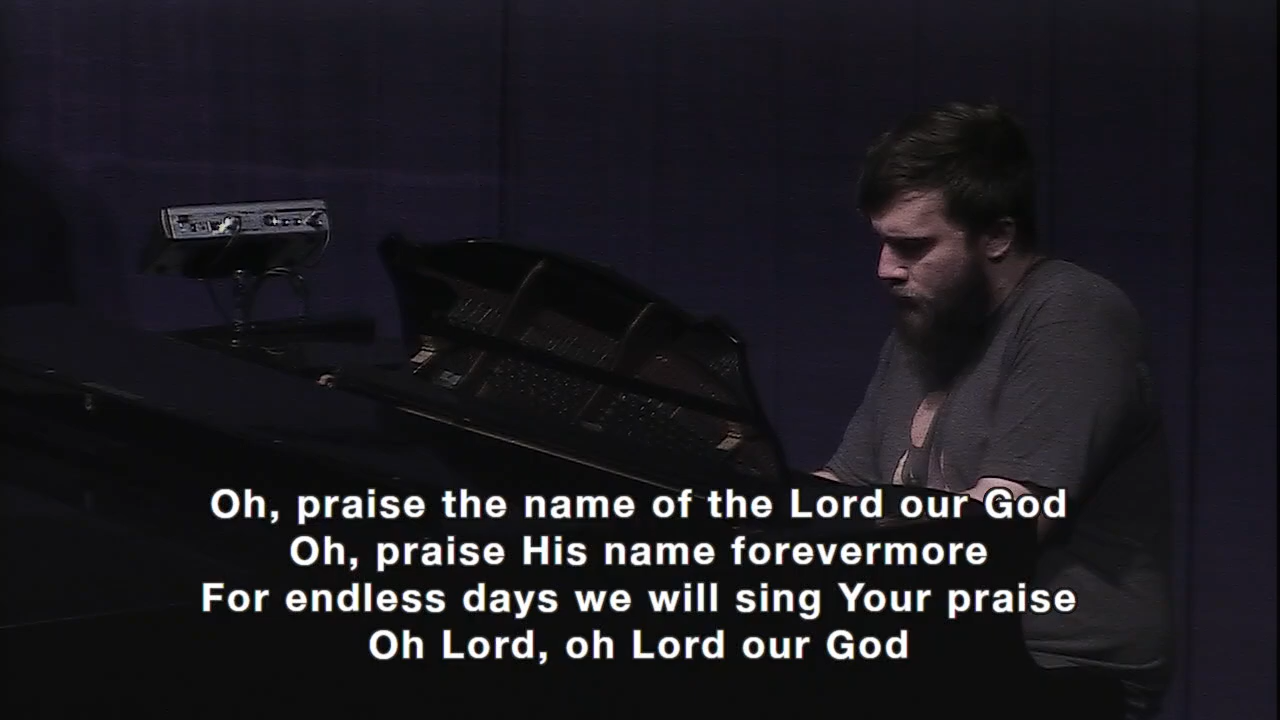 Oh, praise the name of the Lord our God
Oh, praise His name forevermore
For endless days we will sing Your praise
Oh Lord, oh Lord our God